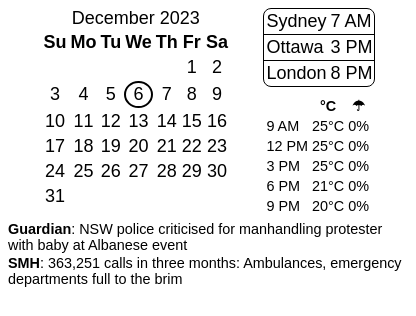 December 2023
Su Mo Tu We Th Fr Sa
1 2
3 4 5 6 7 8 9
10 11 12 13 14 15 16
17 18 19 20 21 22 23
24 25 26 27 28 29 30
31
Sydney 7 AM
Ottawa 3 PM
London 8 PM
°C ☂
9 AM 25°C 0%
12 PM 25°C 0%
3 PM 25°C 0%
6 PM 21°C 0%
9 PM 20°C 0%
Guardian: NSW police criticised for manhandling protester
with baby at Albanese event
SMH: 363,251 calls in three months: Ambulances, emergency
departments full to the brim